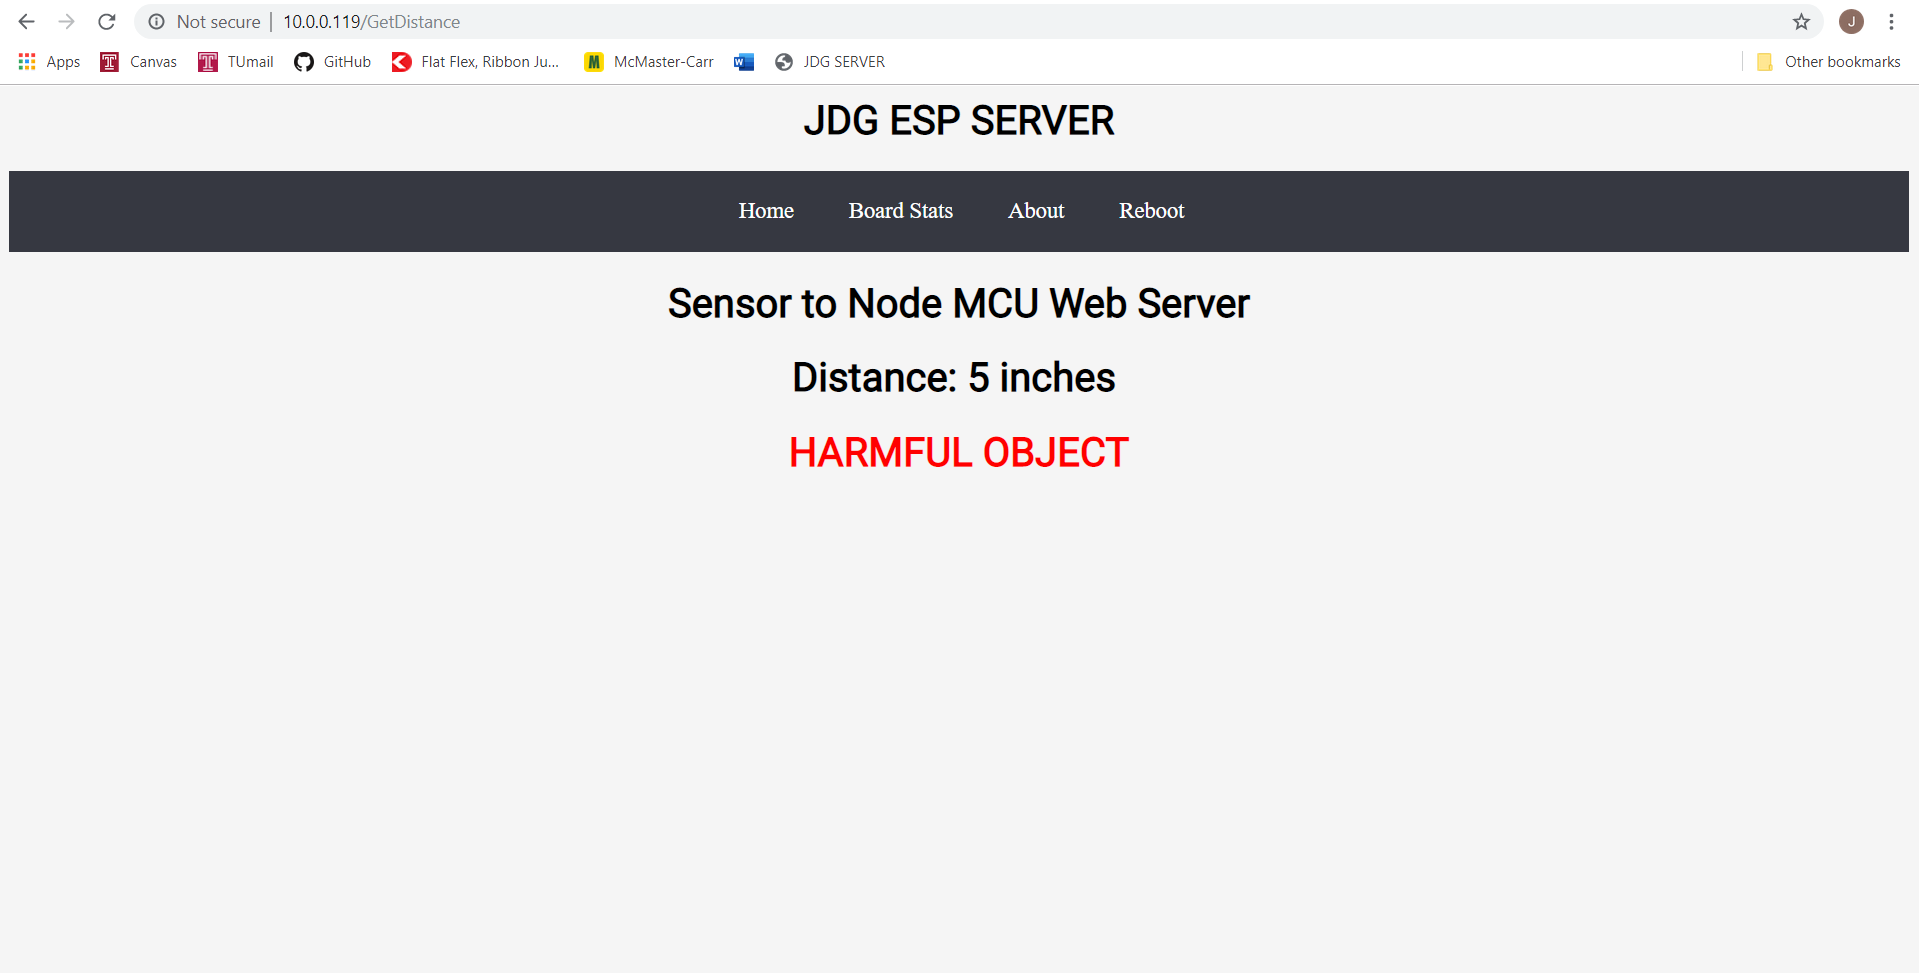 Not secure | 10.0.0.119/GetDistance
J
Apps Canvas TUmail GitHub Flat Flex, Ribbon Ju... M McMaster-Carr JDG SERVER Other bookmarks
JDG ESP SERVER
Home Board Stats About Reboot
Sensor to Node MCU Web Server
Distance: 5 inches
HARMFUL OBJECT